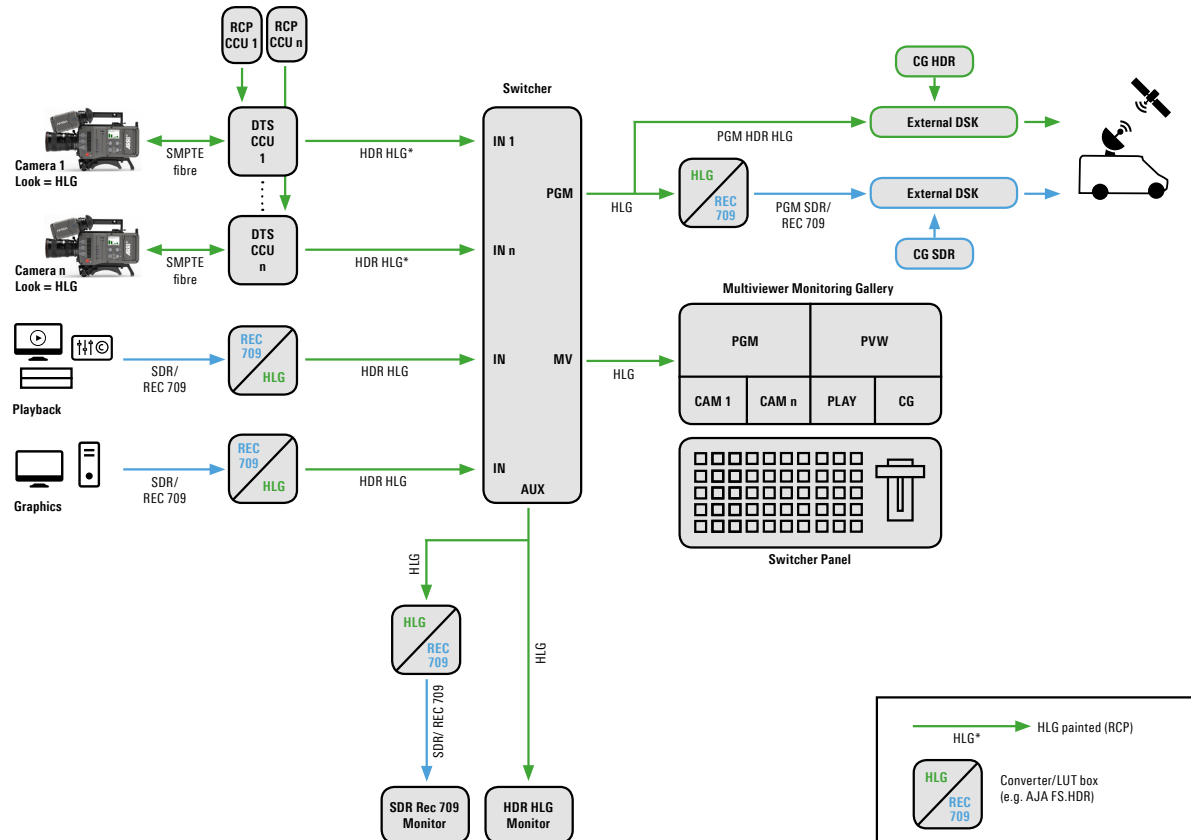 RCP
CCU 1
RCP
CCU n
Switcher
CG HDR
Camera 1
Look = HLG
SMPTE
fibre
DTS
CCU
1
HDR HLG*
IN 1
PGM
HLG
PGM HDR HLG
External DSK
HLG
REC
709
PGM SDR/
REC 709
External DSK
CG SDR
Camera n
Look = HLG
SMPTE
fibre
DTS
CCU
n
HDR HLG*
IN n
Multiviewer Monitoring Gallery
PGM
PVW
CAM 1
CAM n
PLAY
CG
Playback
SDR/
REC 709
REC
709
HLG
HDR HLG
IN
MV
HLG
Graphics
SDR/
REC 709
REC
709
HLG
HDR HLG
IN
AUX
Switcher Panel
HLG
HLG
REC
709
HLG
SDR/ REC 709
SDR Rec 709
Monitor
HDR HLG
Monitor
HLG*
HLG painted (RCP)
HLG
REC
709
Converter/LUT box
(e.g. AJA FS.HDR)